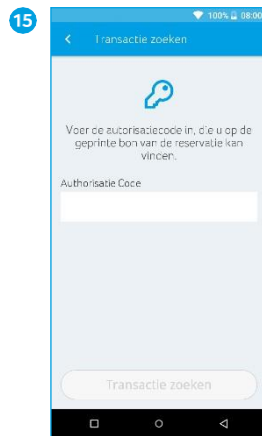 15
100% 08:00
Transactie zoeken
Voer de autorisatiecode in, die u op de
geprinte bon van de reservatie kan
vinden.
Authorisatie Code
Transactie zoeken